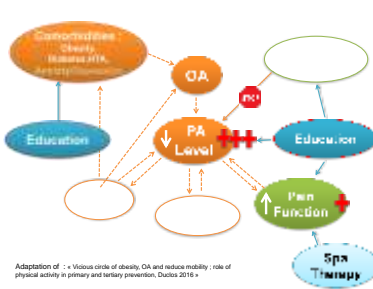 Comorbidities
Obesity,
Diabetes, HTA,
OA
no
Education
PA
Level
+++
Education
Pain
Function
+
Spa
Therapy
Adaptation of : « Vicious circle of obesity, OA and reduce mobility ; role of
physical activity in primary and tertiary prevention, Duclos 2016 »